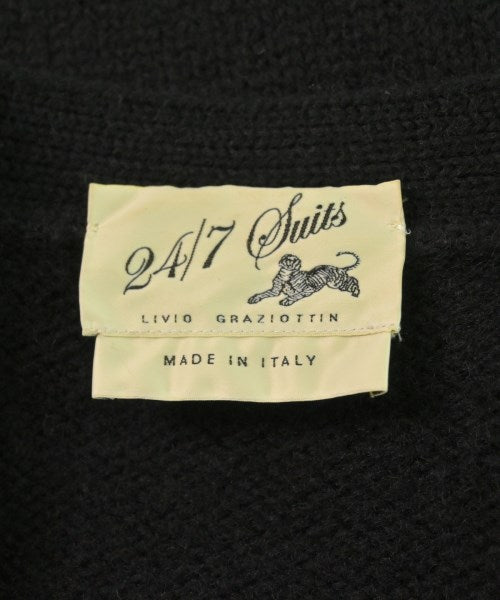 24/7 Suits
LIVIO GRAZIOTTIN
MADE IN ITALY